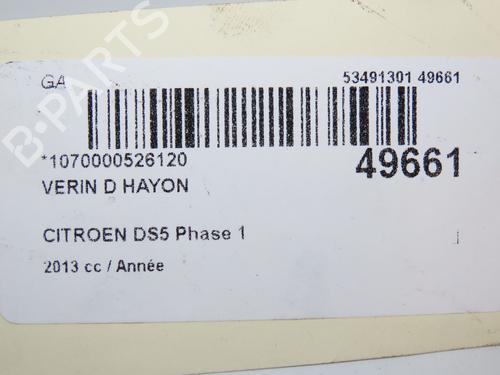 GA
53491301 49661
*1070000526120
49661
VERIN D HAYON
CITROEN DS5 Phase 1
2013 cc / Année
B-PARTS